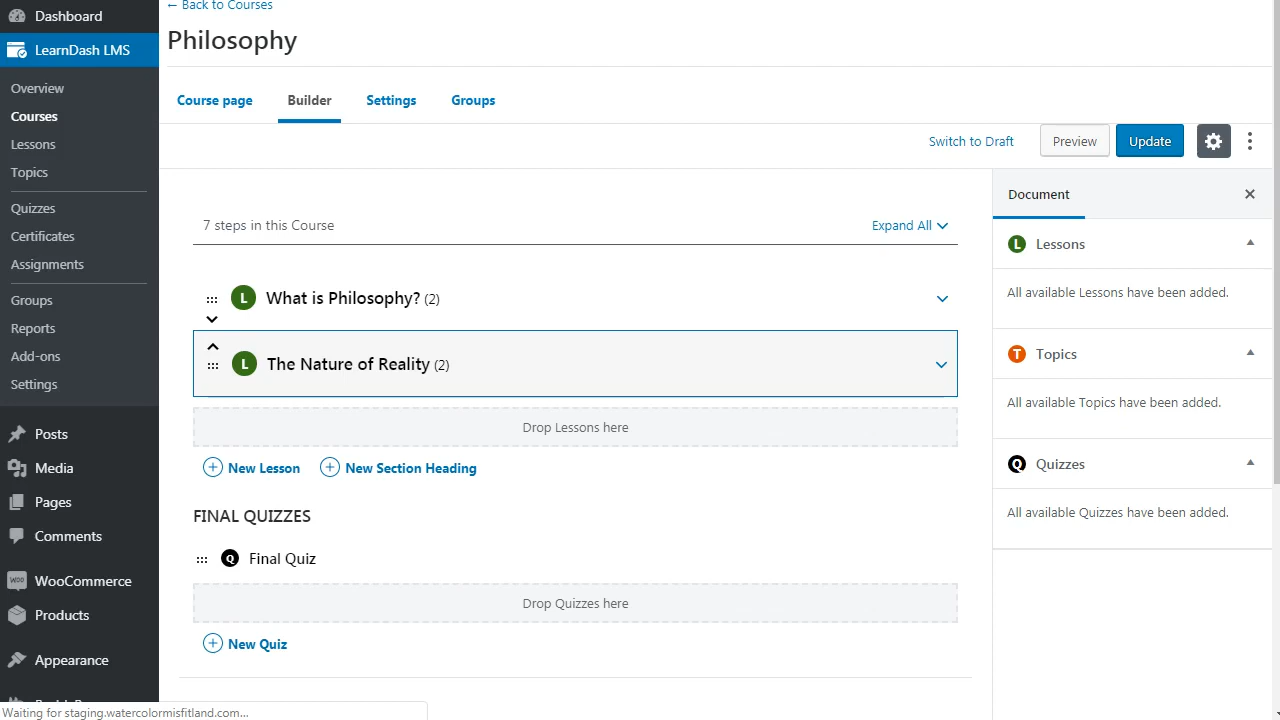 Dashboard
LearnDash LMS
Overview
Courses
Lessons
Topics
Quizzes
Certificates
Assignments
Groups
Reports
Add-ons
Settings
Posts
Media
Pages
Comments
WOO WooCommerce
Products
Appearance
← Back to Courses
Philosophy
Course page Builder Settings Groups
Switch to Draft Preview Update
7 steps in this Course Expand All
L What is Philosophy? (2)
L The Nature of Reality (2)
Drop Lessons here
+ New Lesson + New Section Heading
FINAL QUIZZES
Q Final Quiz
Drop Quizzes here
+ New Quiz
Document ×
L Lessons
All available Lessons have been added.
T Topics
All available Topics have been added.
Q Quizzes
All available Quizzes have been added.
Waiting for staging.watercolormisfitland.com...